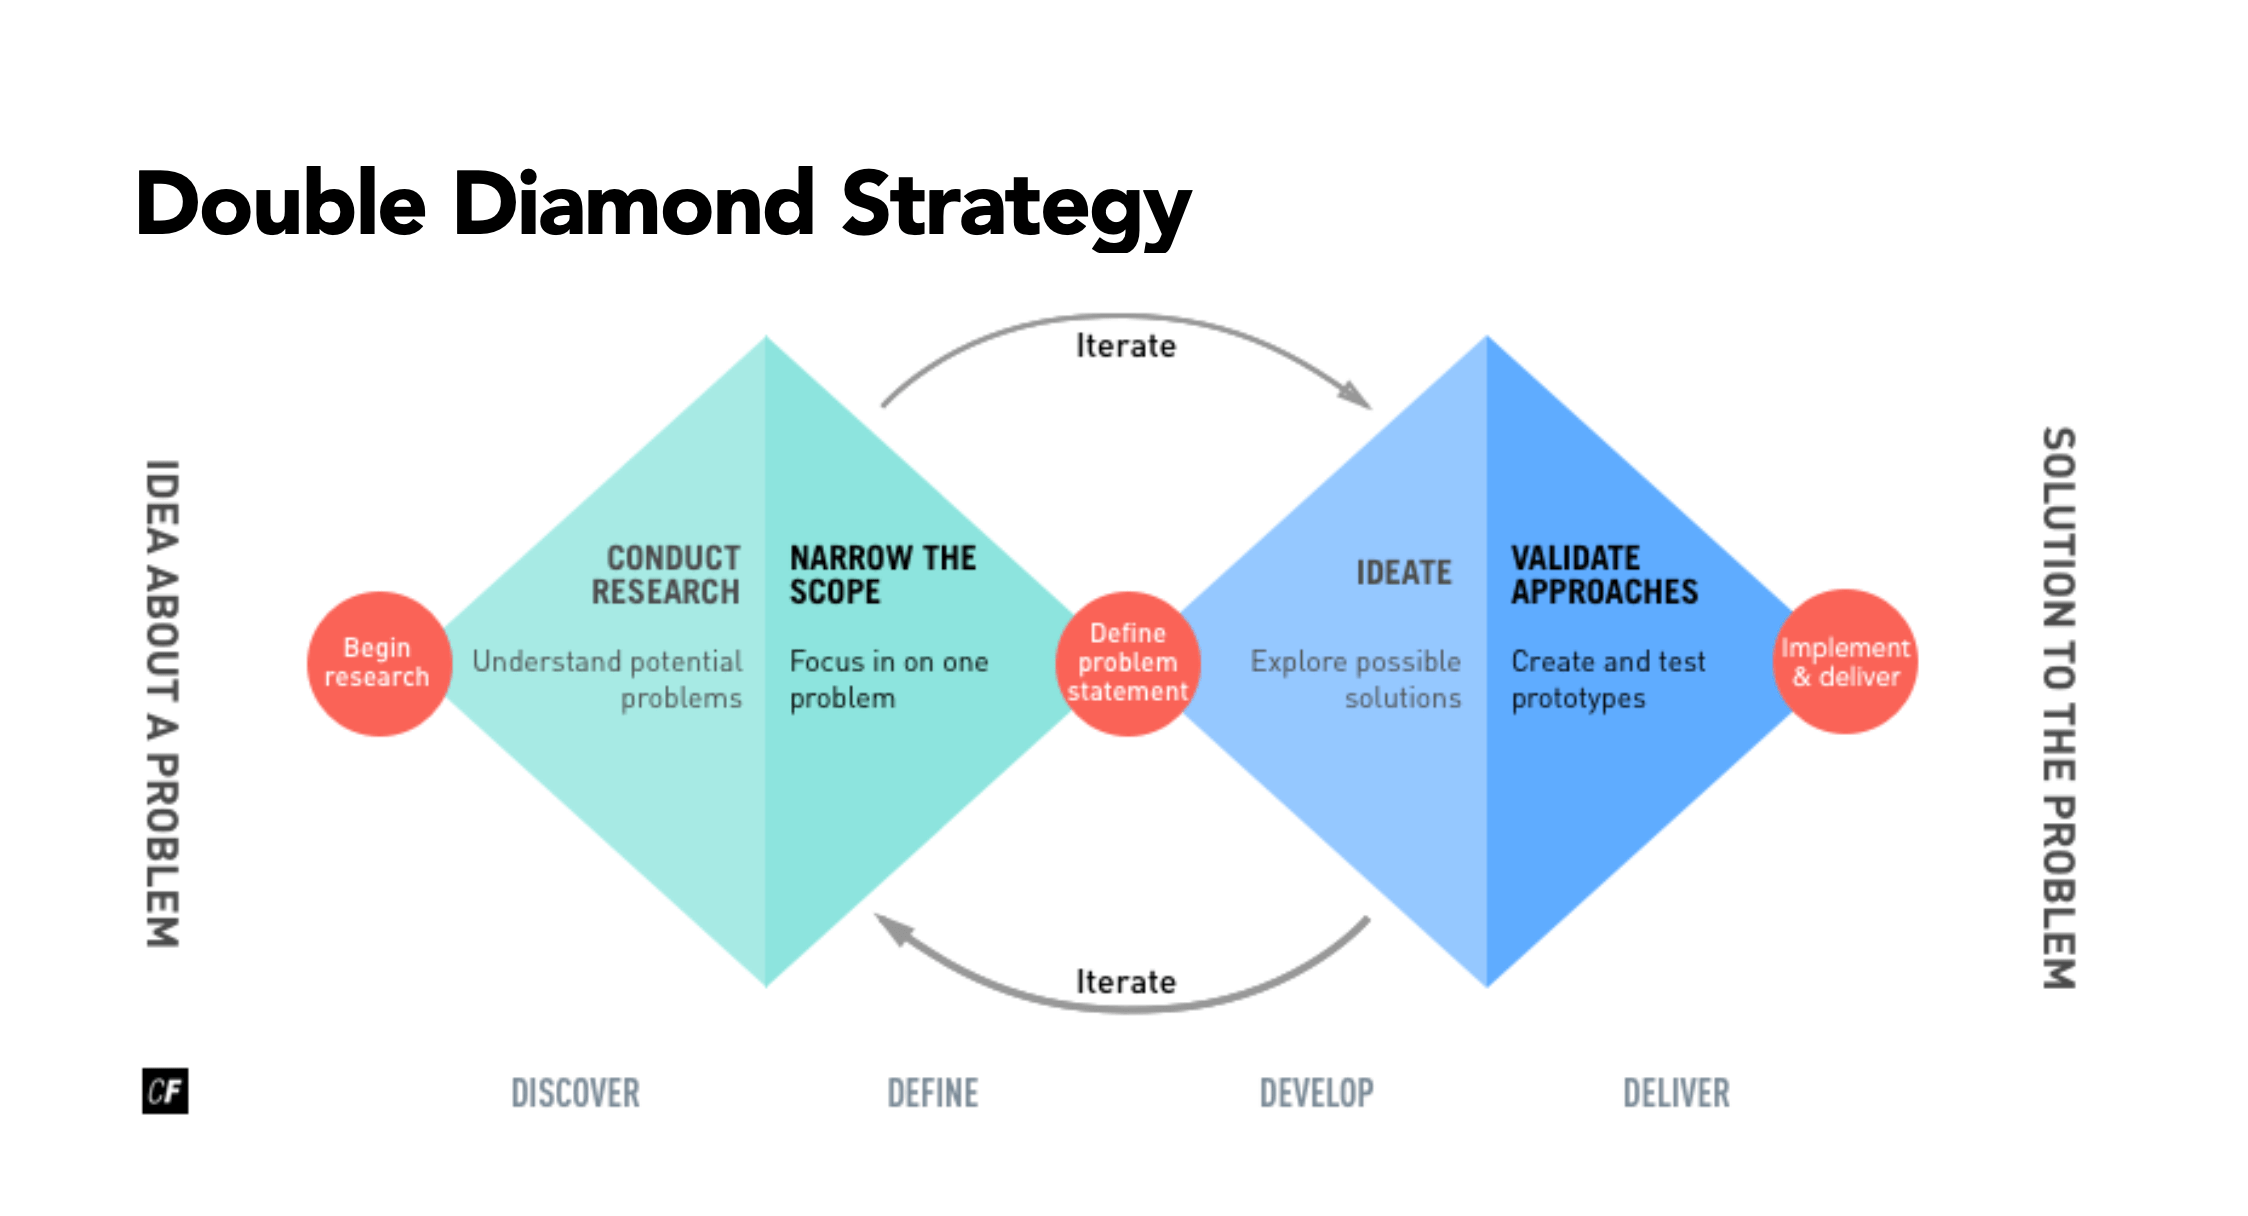 Double Diamond Strategy
Iterate
IDEA ABOUT A PROBLEM
Begin
research
CONDUCT
RESEARCH
Understand potential
problems
NARROW THE
SCOPE
Focus in on one
problem
Define
problem
statement
IDEATE
Explore possible
solutions
VALIDATE
APPROACHES
Create and test
prototypes
Implement
& deliver
SOLUTION TO THE PROBLEM
Iterate
CF
DISCOVER
DEFINE
DEVELOP
DELIVER